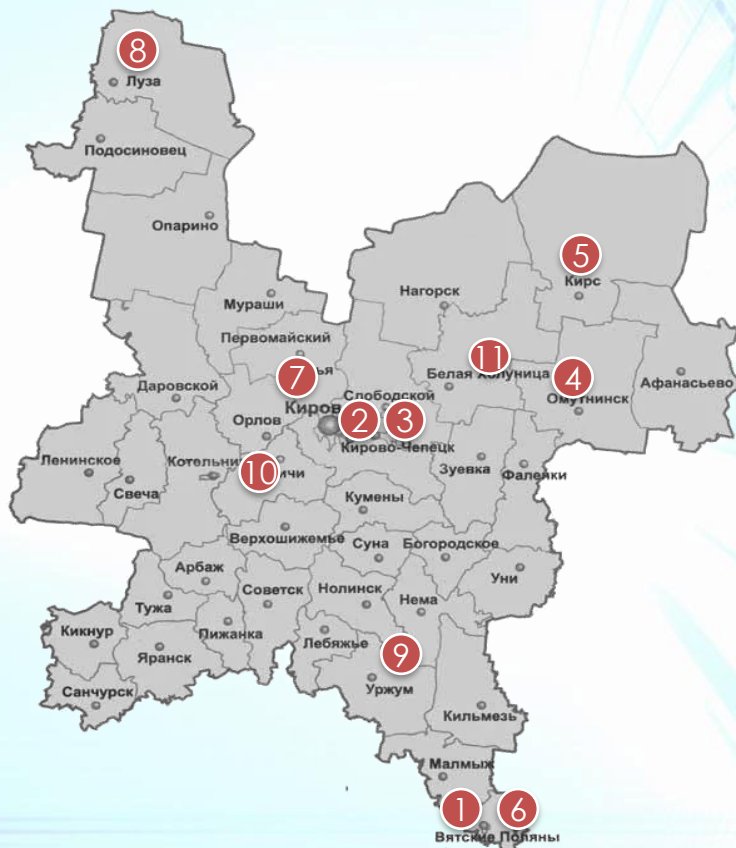 8
Луза
Подосиновец
Опарино
5
Кирс
Нагорск
Мураши
Первомайский
ья
11
7
Белая Холуница
4
Афанасьево
Даровской
Слободской
Омутнинск
Киров
2
3
Орлов
Кирово-Чепецк
Ленинское
Котельнич
10
ичи
Зуевка
Фаленки
Свеча
Кумены
Верхошижемье
Суна
Богородское
Арбаж
Уни
Советск
Нолинск
Нема
Тужа
Кикнур
Пижанка
Лебяжье
Яранск
9
Санчурск
Уржум
Кильмезь
Малмыж
1
6
Вятские Поляны